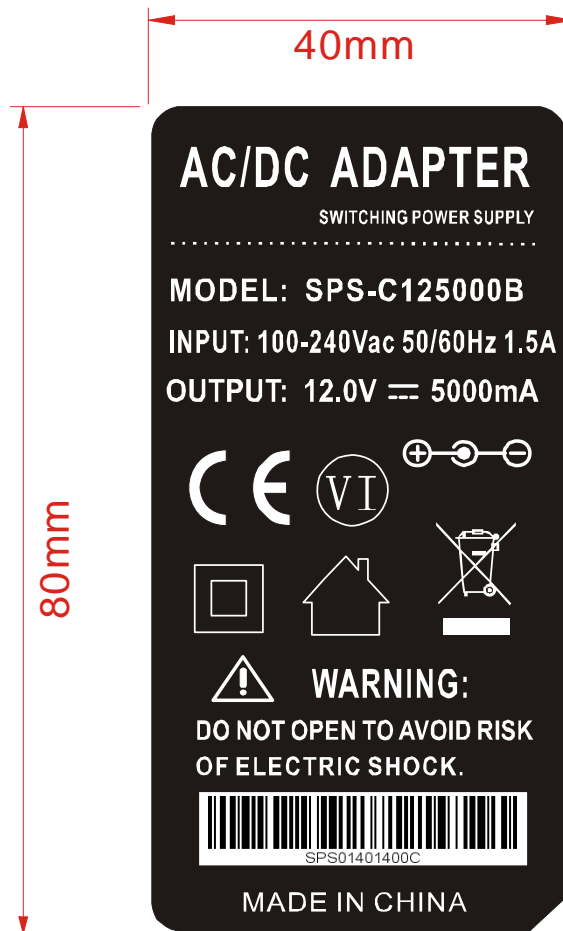 40mm
80mm
AC/DC ADAPTER
SWITCHING POWER SUPPLY
MODEL: SPS-C125000B
INPUT: 100-240Vac 50/60Hz 1.5A
OUTPUT: 12.0V ⎓ 5000mA
CE VI
WARNING:
DO NOT OPEN TO AVOID RISK
OF ELECTRIC SHOCK.
SPS01401400C
MADE IN CHINA